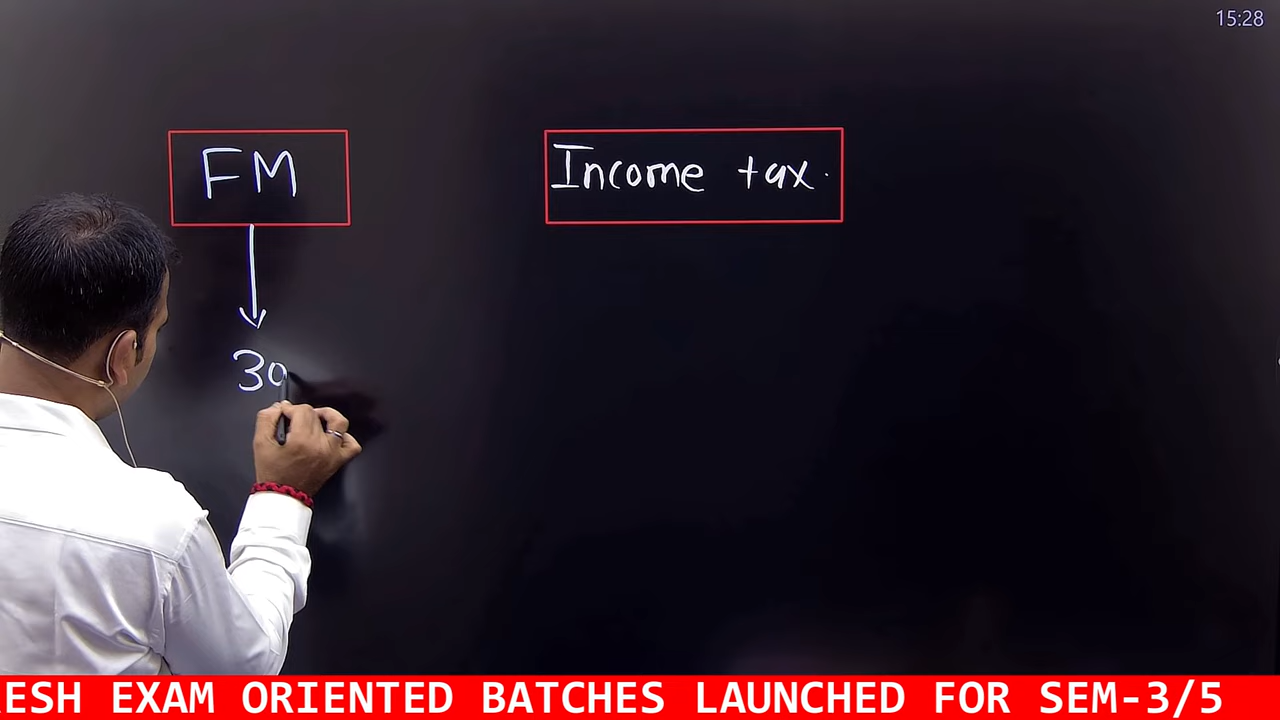 15:28
FM
Income tax.
30
ESH EXAM ORIENTED BATCHES LAUNCHED FOR SEM-3/5